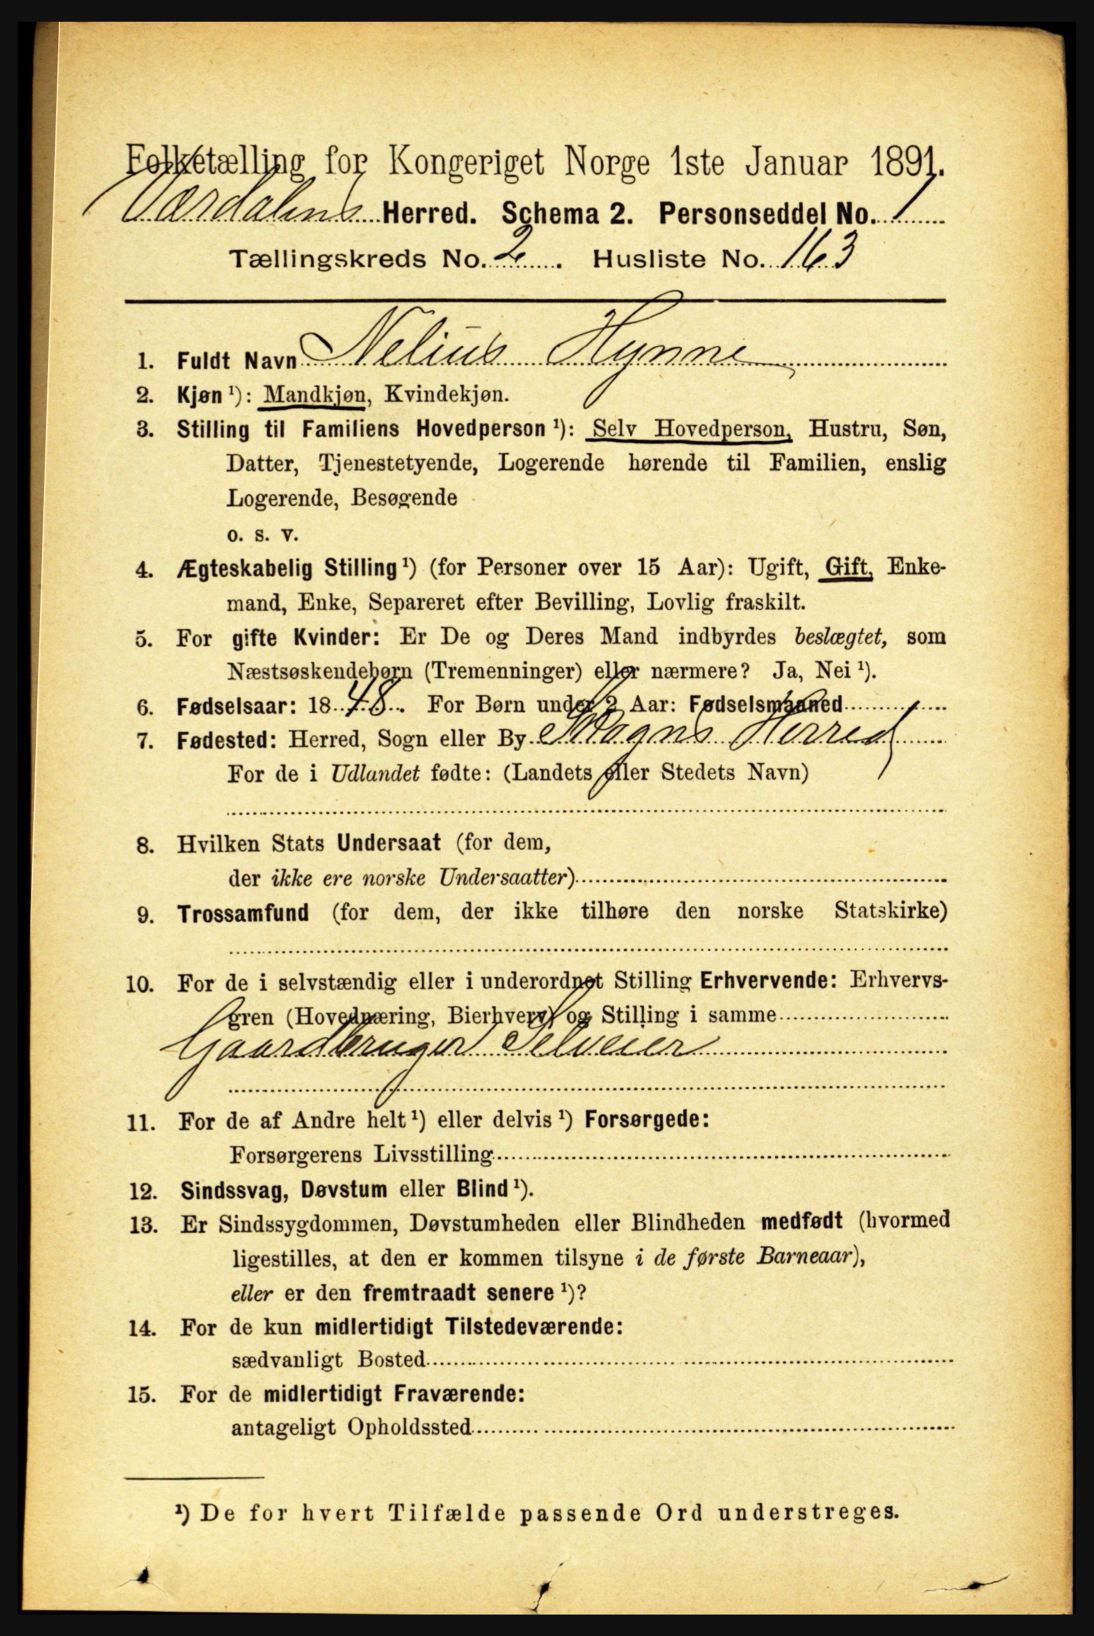 Folketælling for Kongeriget Norge 1ste Januar 1891.
Værdalens Herred. Schema 2. Personseddel No. 1
Tællingskreds No. 2. Husliste No. 163
1. Fuldt Navn Nelius Hynne
2. Kjøn ¹): Mandkjøn, Kvindekjøn.
3. Stilling til Familiens Hovedperson ¹): Selv Hovedperson, Hustru, Søn,
Datter, Tjenestetyende, Logerende hørende til Familien, enslig
Logerende, Besøgende
o. s. v.
4. Ægteskabelig Stilling ¹) (for Personer over 15 Aar): Ugift, Gift, Enke-
mand, Enke, Separeret efter Bevilling, Lovlig fraskilt.
5. For gifte Kvinder: Er De og Deres Mand indbyrdes beslægtet, som
Næstsøskendebørn (Tremenninger) eller nærmere? Ja, Nei ¹).
6. Fødselsaar: 1848. For Børn under 2 Aar: Fødselsmaaned
7. Fødested: Herred, Sogn eller By Herred
For de i Udlandet fødte: (Landets eller Stedets Navn)
8. Hvilken Stats Undersaat (for dem,
der ikke ere norske Undersaatter)
9. Trossamfund (for dem, der ikke tilhøre den norske Statskirke)
10. For de i selvstændig eller i underordnet Stilling Erhvervende: Erhvervs-
gren (Hovednæring, Bierhverv) og Stilling i samme
Gaardbruger Selveier
11. For de af Andre helt ¹) eller delvis ¹) Forsørgede:
Forsørgerens Livsstilling
12. Sindssvag, Døvstum eller Blind ¹).
13. Er Sindssygdommen, Døvstumheden eller Blindheden medfødt (hvormed
ligestilles, at den er kommen tilsyne i de første Barneaar),
eller er den fremtraadt senere ¹)?
14. For de kun midlertidigt Tilstedeværende:
sædvanligt Bosted
15. For de midlertidigt Fraværende:
antageligt Opholdssted
¹) De for hvert Tilfælde passende Ord understreges.